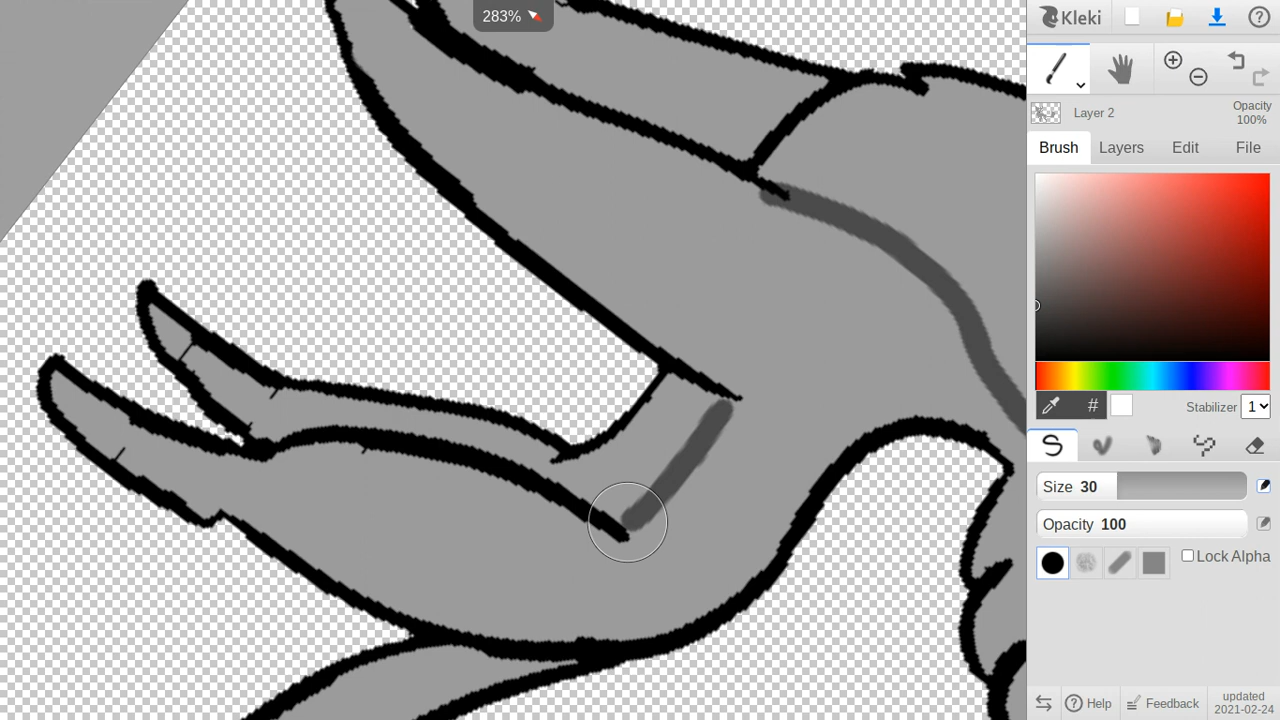 283%
Kleki
Layer 2
Opacity
100%
Brush
Layers
Edit
File
#
Stabilizer 1
Size 30
Opacity 100
Lock Alpha
Help
Feedback
updated
2021-02-24